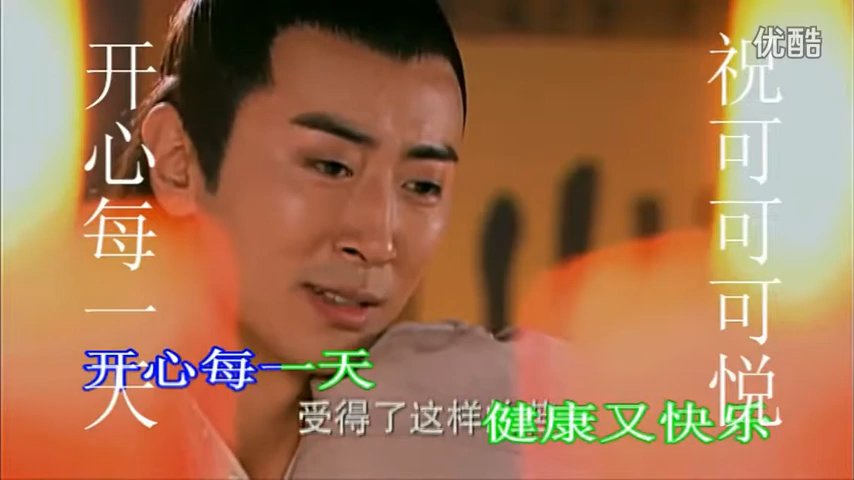 开心每一天
祝可可可悦
优酷
开心每一天
受得了这样
健康又快乐